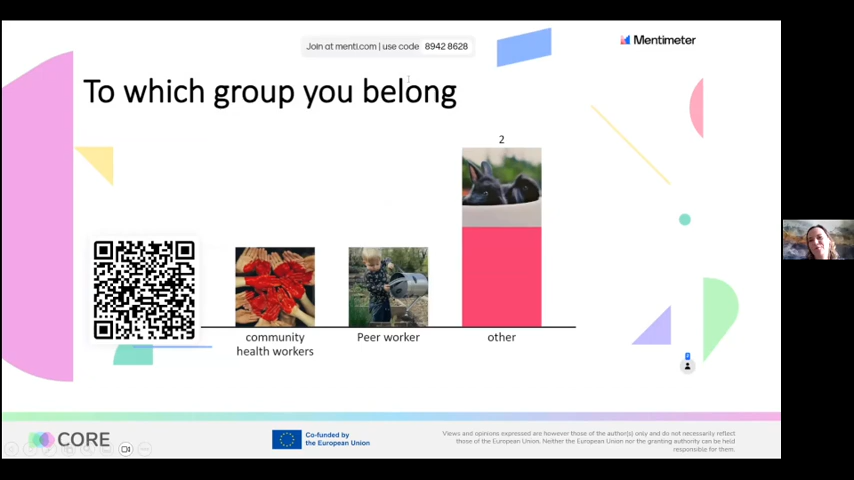 Join at menti.com | use code 8942 8628
Mentimeter
To which group you belong
2
community
health workers
Peer worker
other
CORE
Co-funded by
the European Union
Views and opinions expressed are however those of the author(s) only and do not necessarily reflect
those of the European Union. Neither the European Union nor the granting authority can be held
responsible for them.